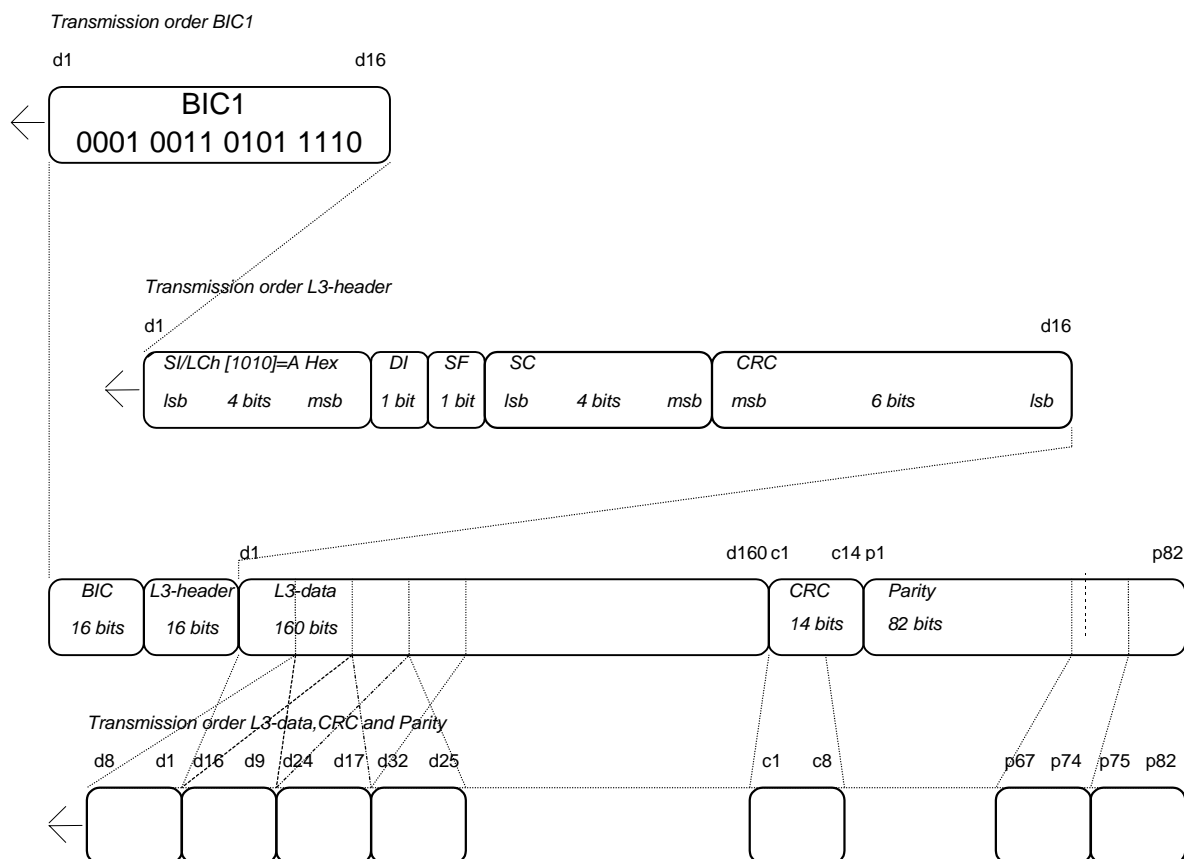 Transmission order BIC1
d1 d16
BIC1
0001 0011 0101 1110
Transmission order L3-header
d1 d16
SI/LCh [1010]=A Hex DI SF SC CRC
lsb 4 bits msb 1 bit 1 bit lsb 4 bits msb msb 6 bits lsb
d1 d160 c1 c14 p1 p82
BIC L3-header L3-data CRC Parity
16 bits 16 bits 160 bits 14 bits 82 bits
Transmission order L3-data,CRC and Parity
d8 d1 d16 d9 d24 d17 d32 d25 c1 c8 p67 p74 p75 p82